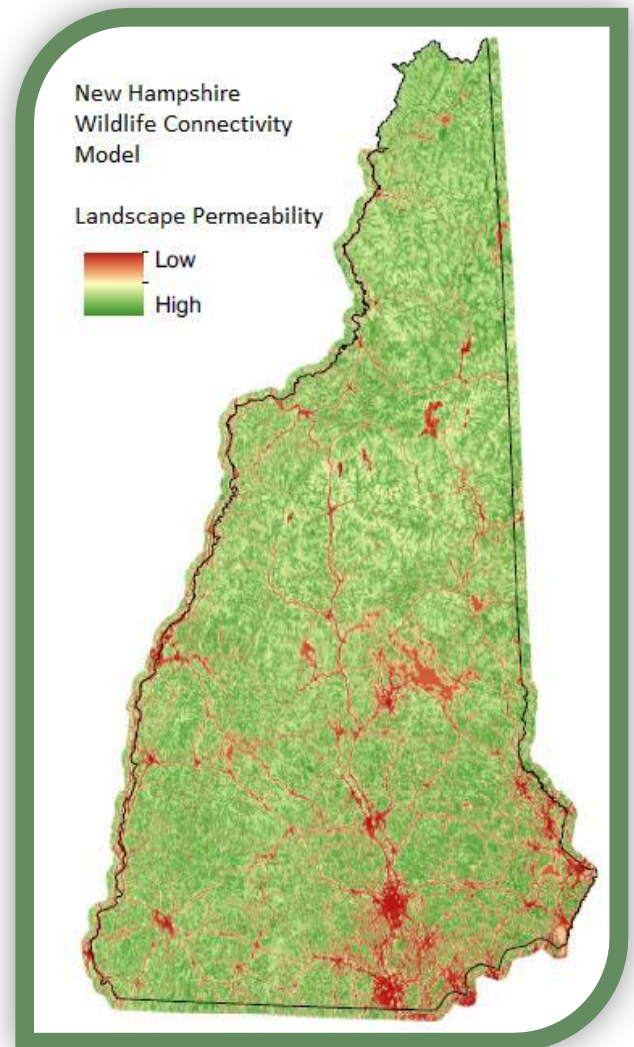 New Hampshire
Wildlife Connectivity
Model
Landscape Permeability
Low
High